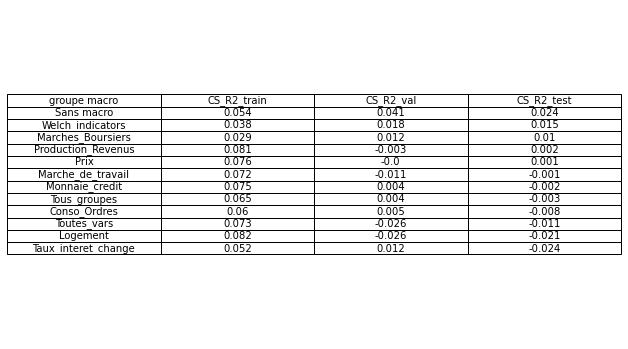 groupe macro CS_R2_train CS_R2_val CS_R2_test
Sans macro 0.054 0.041 0.024
Welch_indicators 0.038 0.018 0.015
Marches_Boursiers 0.029 0.012 0.01
Production_Revenus 0.081 -0.003 0.002
Prix 0.076 -0.0 0.001
Marche_de_travail 0.072 -0.011 -0.001
Monnaie_credit 0.075 0.004 -0.002
Tous_groupes 0.065 0.004 -0.003
Conso_Ordres 0.06 0.005 -0.008
Toutes_vars 0.073 -0.026 -0.011
Logement 0.082 -0.026 -0.021
Taux_interet_change 0.052 0.012 -0.024